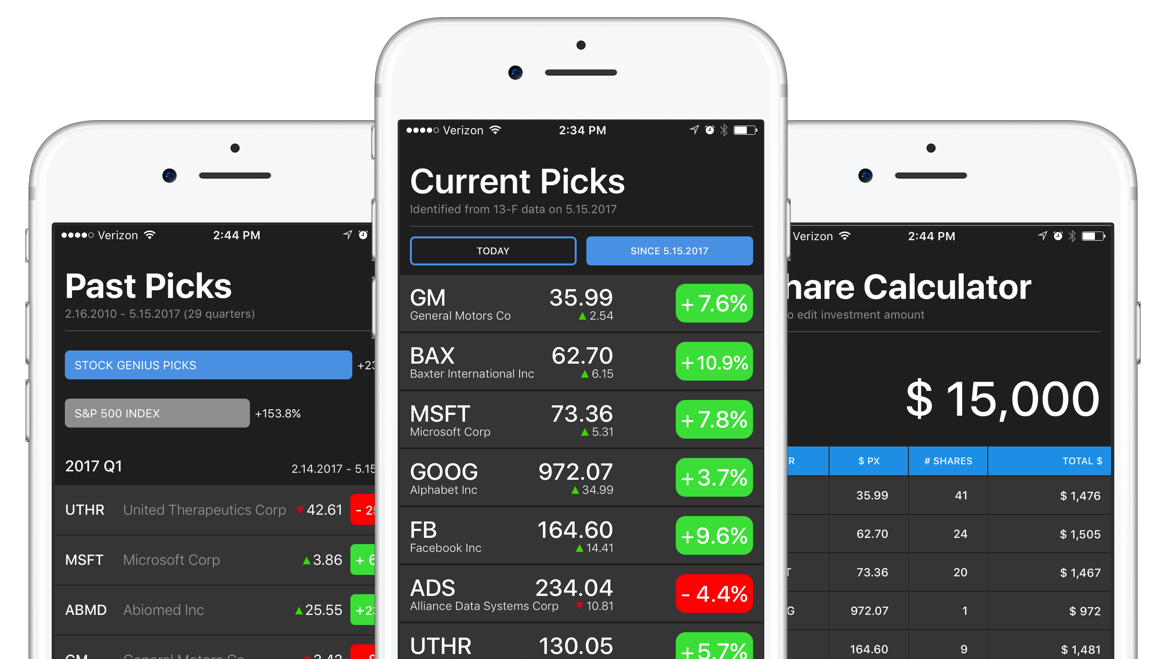 Verizon 2:44 PM
Past Picks
2.16.2010 - 5.15.2017 (29 quarters)
STOCK GENIUS PICKS
S&P 500 INDEX +153.8%
2017 Q1 2.14.2017 - 5.15
UTHR United Therapeutics Corp ▼ 42.61
MSFT Microsoft Corp ▲ 3.86
ABMD Abiomed Inc ▲ 25.55
Verizon 2:34 PM
Current Picks
Identified from 13-F data on 5.15.2017
TODAY SINCE 5.15.2017
GM 35.99 +7.6%
General Motors Co ▲ 2.54
BAX 62.70 +10.9%
Baxter International Inc ▲ 6.15
MSFT 73.36 +7.8%
Microsoft Corp ▲ 5.31
GOOG 972.07 +3.7%
Alphabet Inc ▲ 34.99
FB 164.60 +9.6%
Facebook Inc ▲ 14.41
ADS 234.04 - 4.4%
Alliance Data Systems Corp ▼ 10.81
UTHR 130.05 +5.7%
Verizon 2:44 PM
hare Calculator
o edit investment amount
$ 15,000
R $ PX # SHARES TOTAL $
35.99 41 $ 1,476
62.70 24 $ 1,505
T 73.36 20 $ 1,467
G 972.07 1 $ 972
164.60 9 $ 1,481